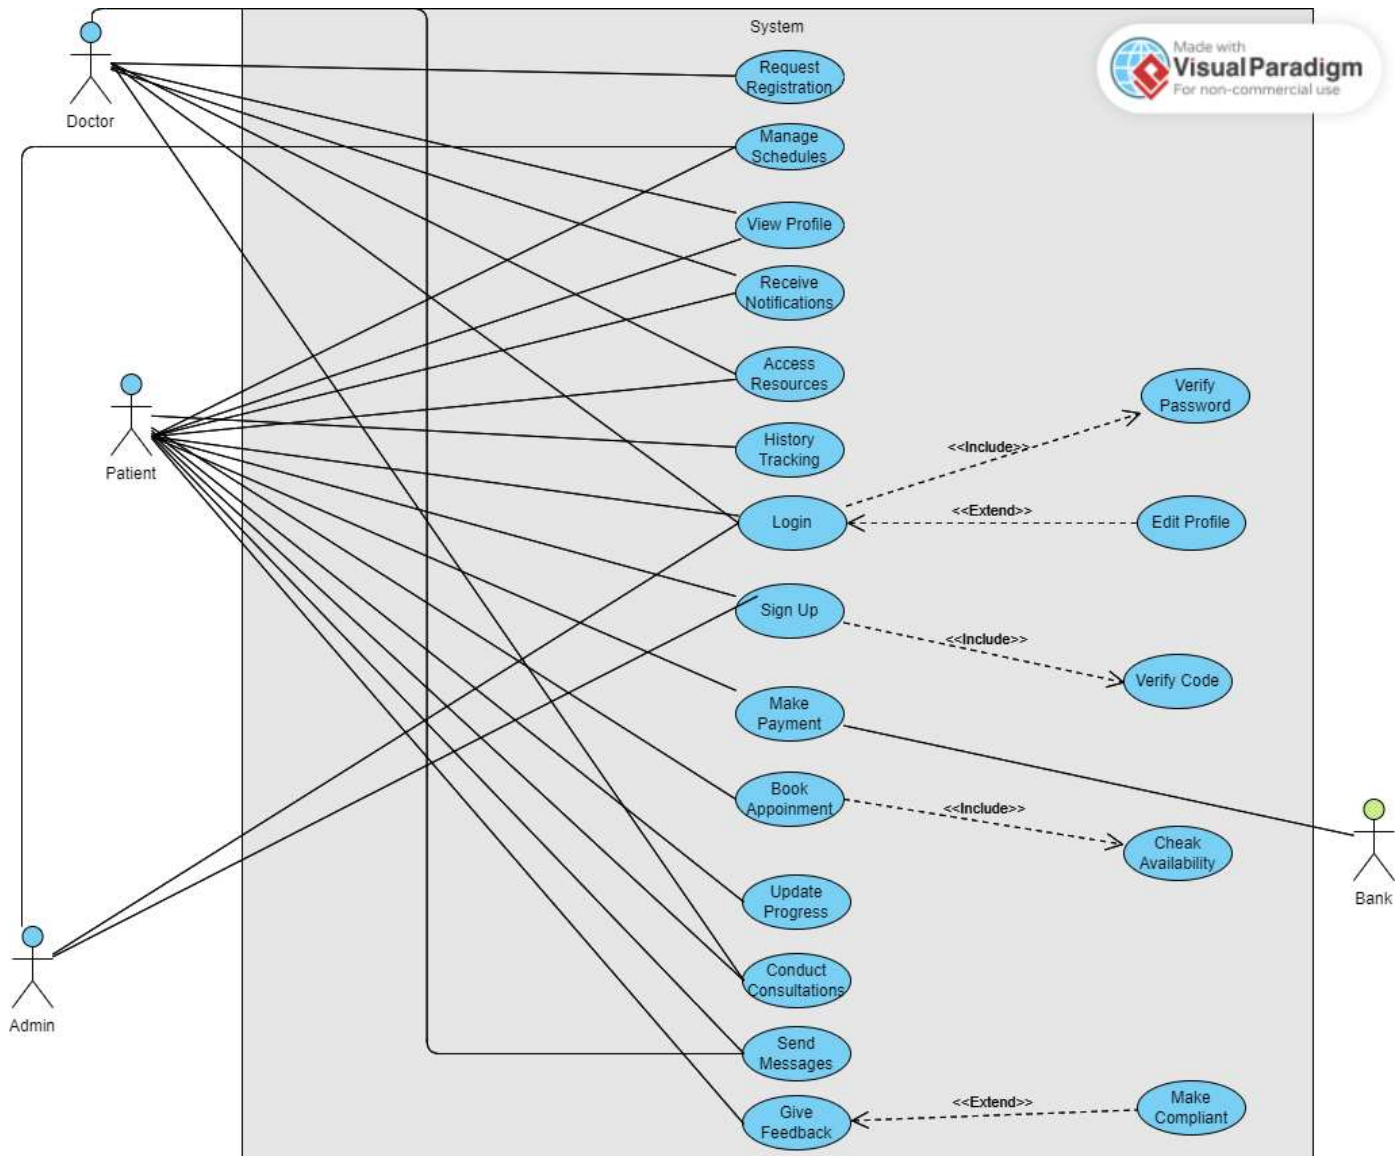 System
Made with
Visual Paradigm
For non-commercial use
Request
Registration
Doctor
Manage
Schedules
View Profile
Receive
Notifications
Access
Resources
Verify
Password
Patient
History
Tracking
<<Include>>
Login
<<Extend>>
Edit Profile
Sign Up
<<Include>>
Verify Code
Make
Payment
Book
Appoinment
<<Include>>
Cheak
Availability
Bank
Update
Progress
Admin
Conduct
Consultations
Send
Messages
Give
Feedback
<<Extend>>
Make
Compliant